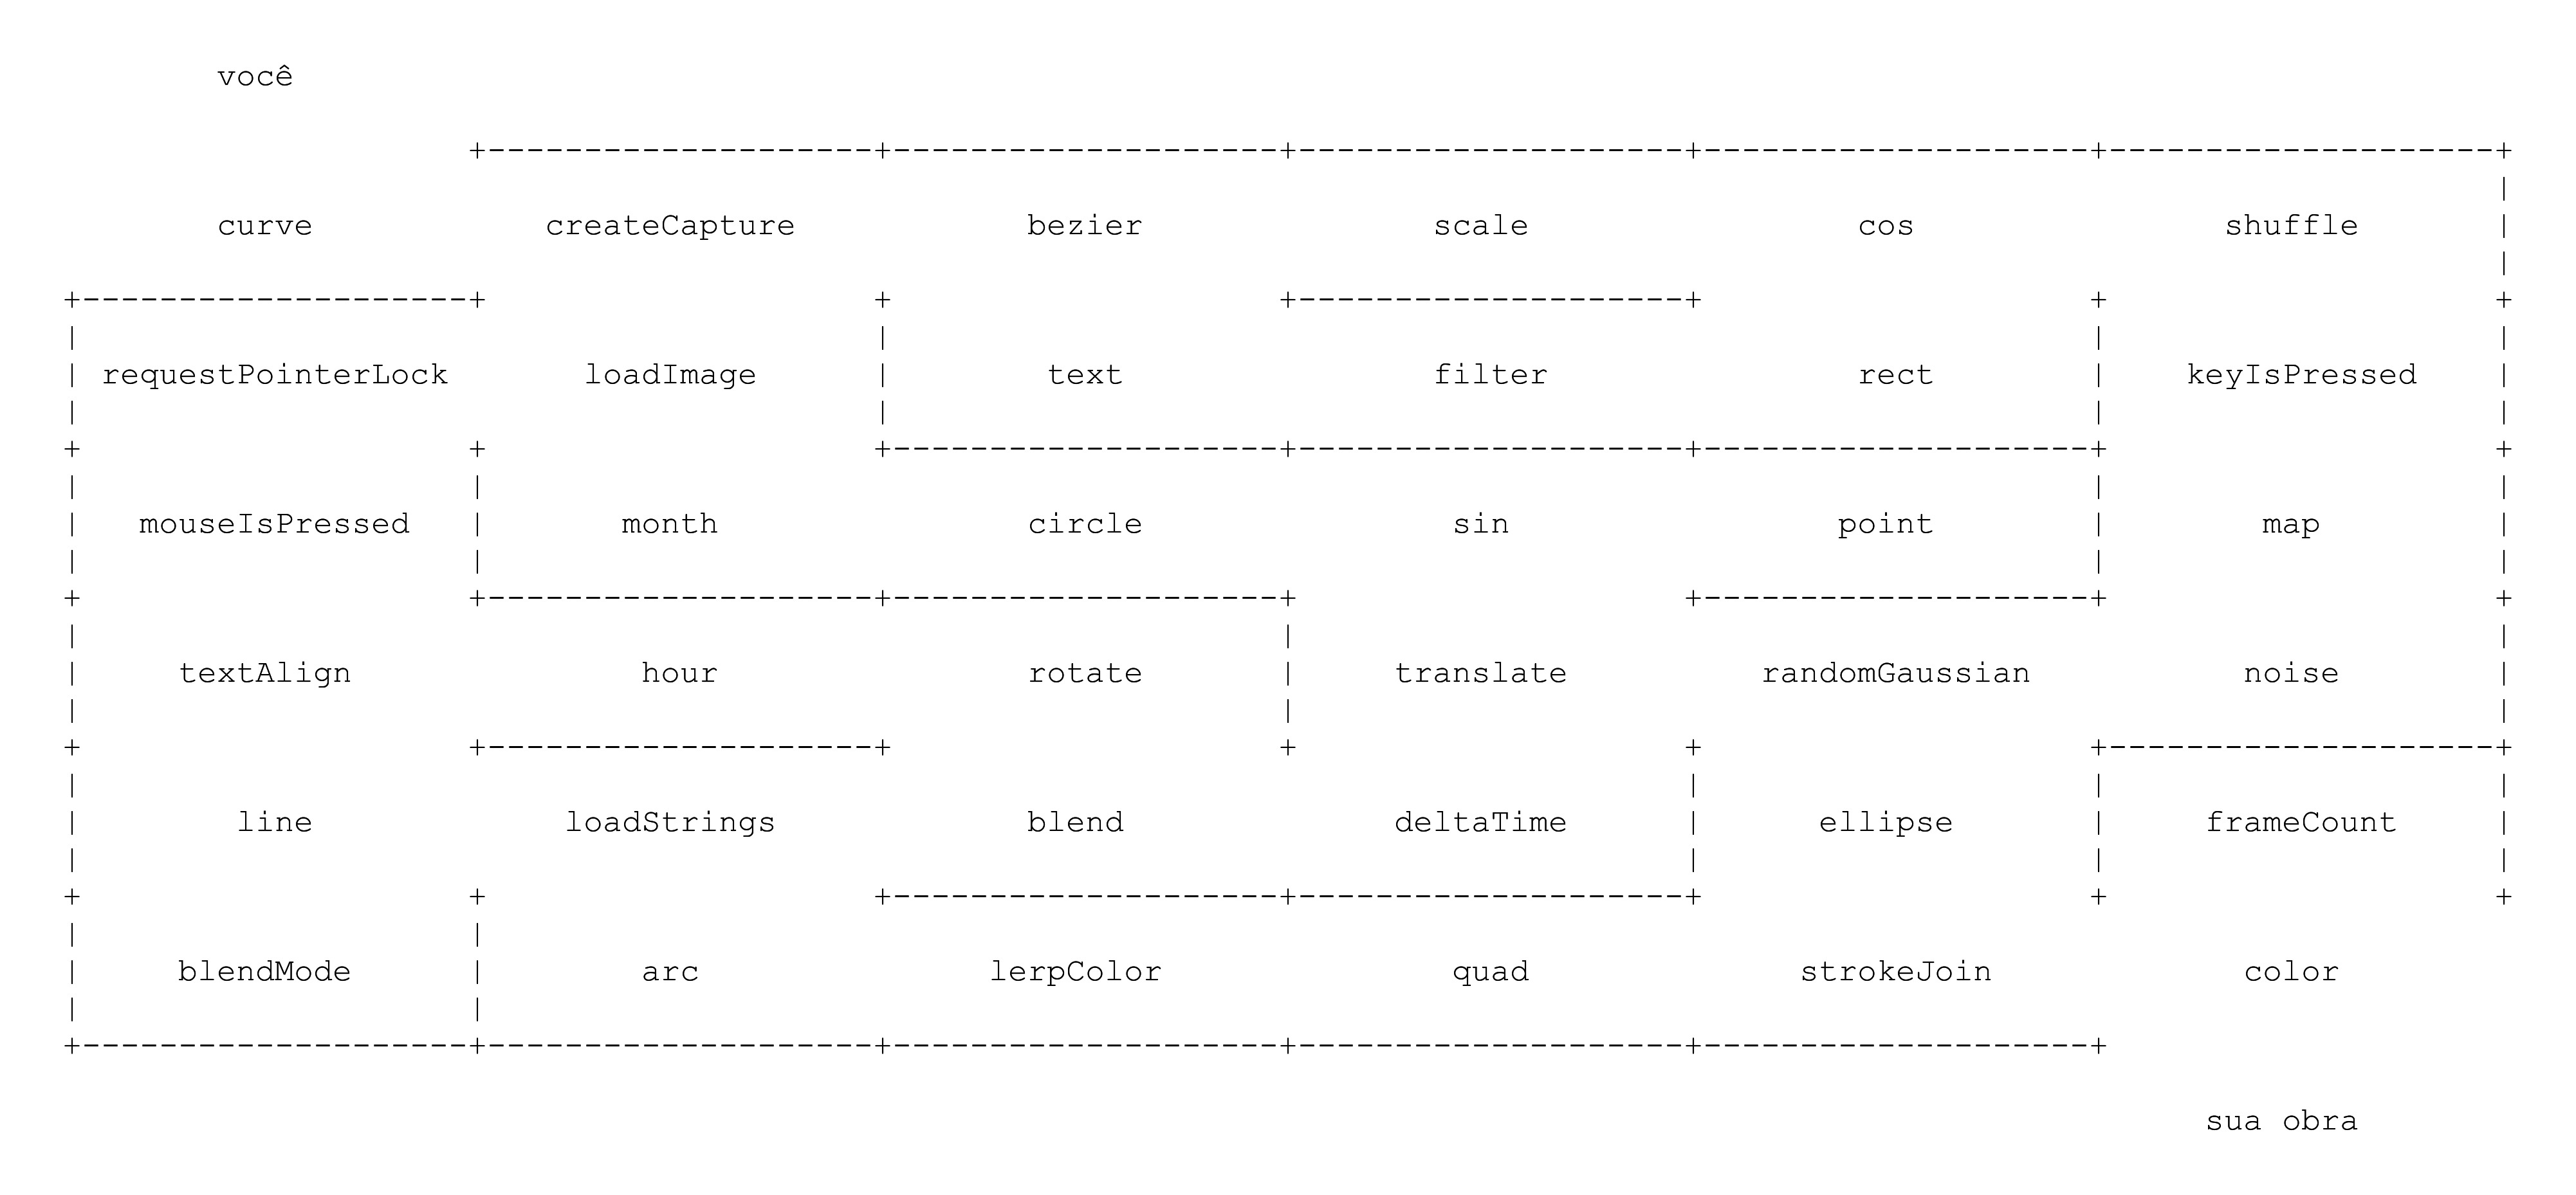 você
curve createCapture bezier scale cos shuffle
requestPointerLock loadImage text filter rect keyIsPressed
mouseIsPressed month circle sin point map
textAlign hour rotate translate randomGaussian noise
line loadStrings blend deltaTime ellipse frameCount
blendMode arc lerpColor quad strokeJoin color
sua obra